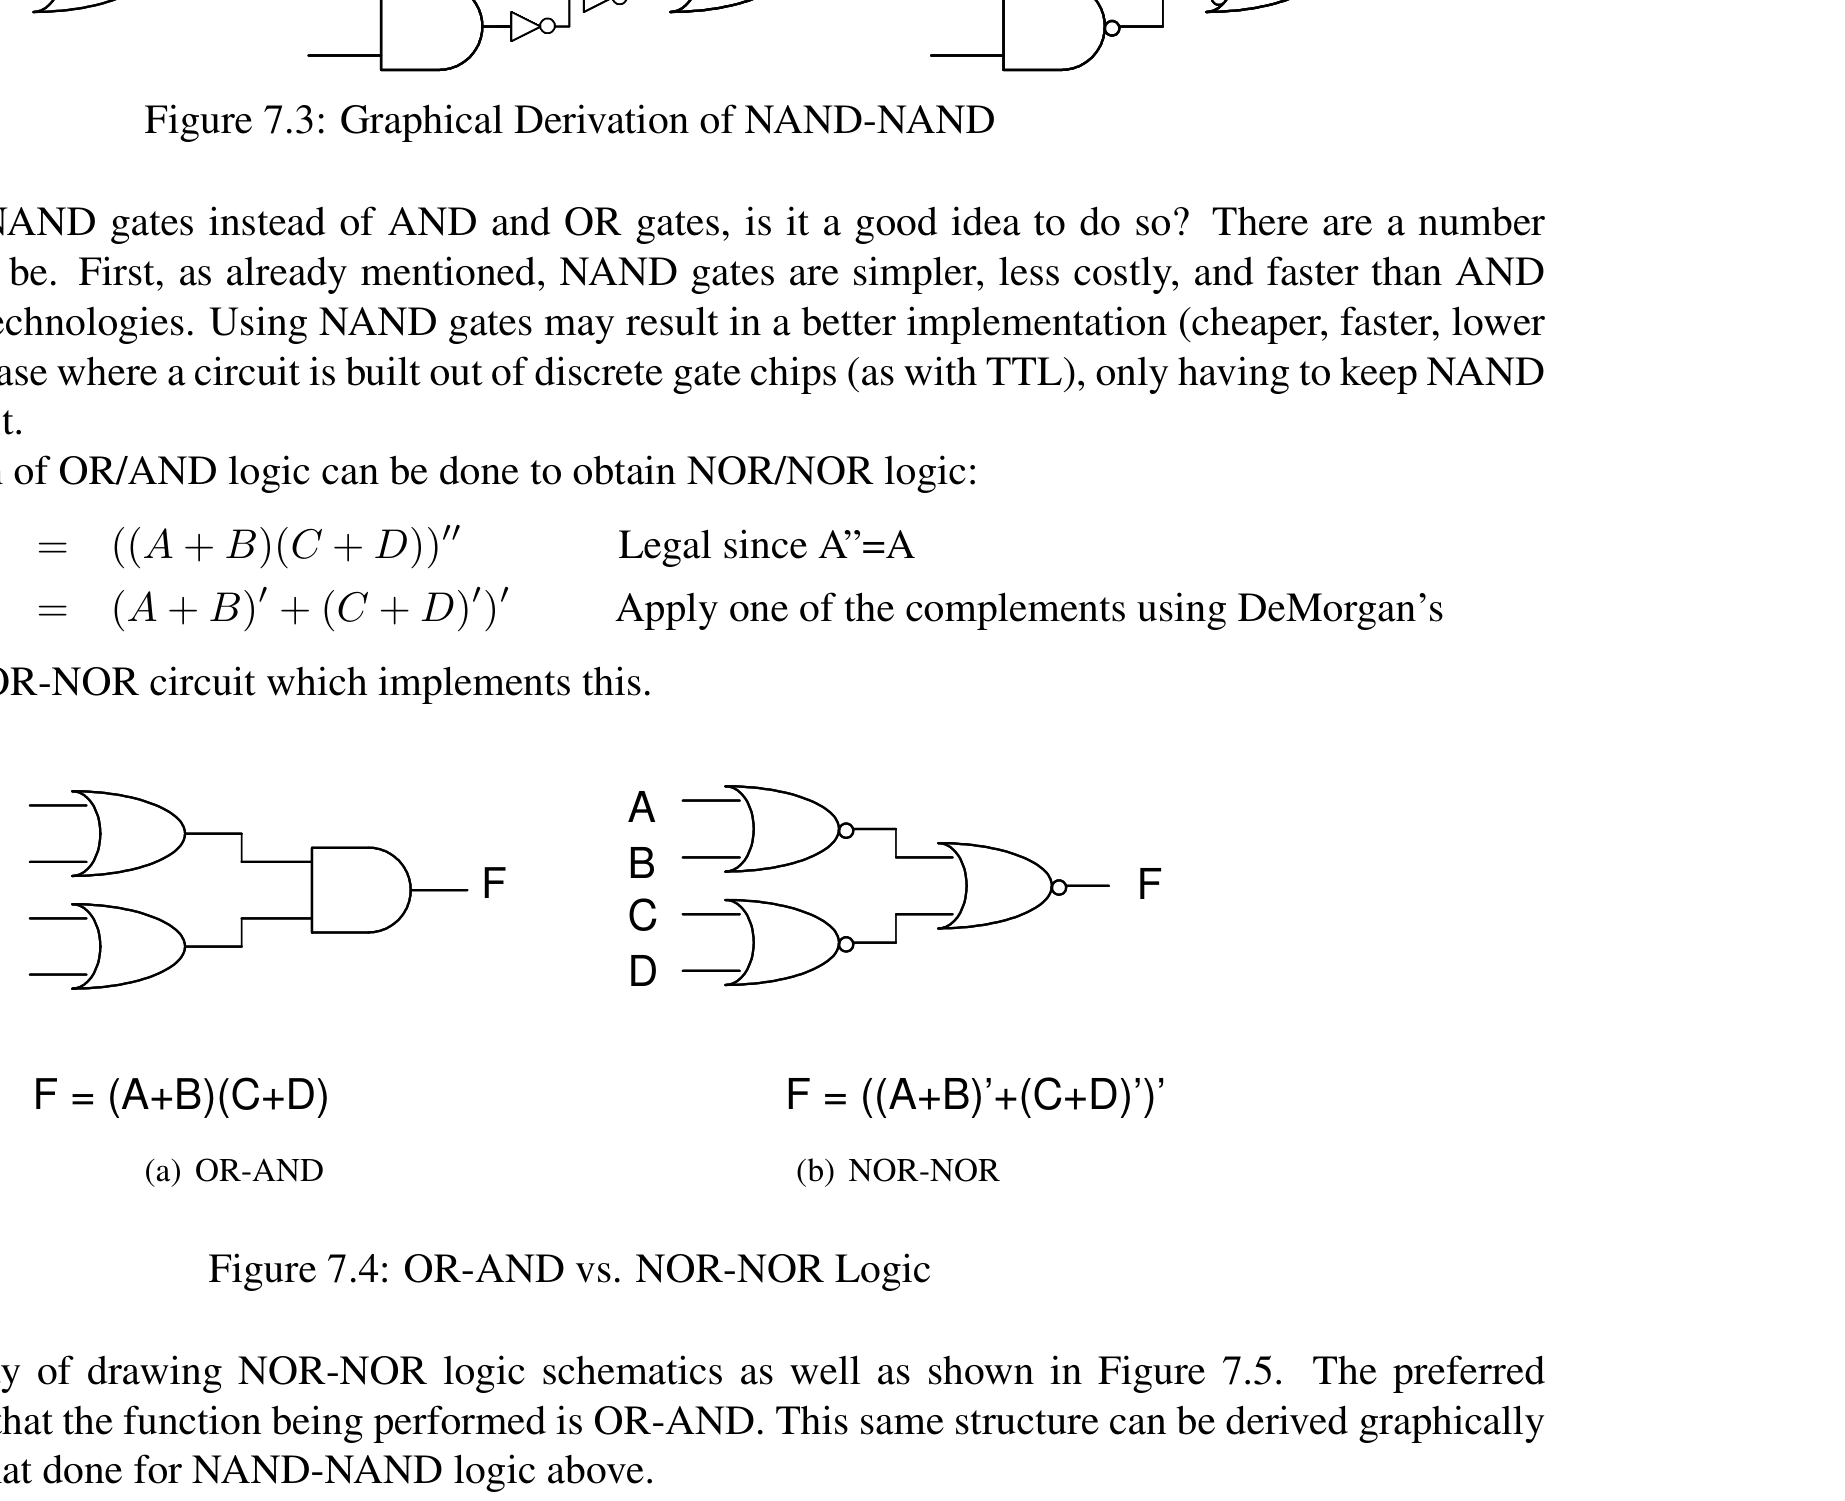 Figure 7.3: Graphical Derivation of NAND-NAND
NAND gates instead of AND and OR gates, is it a good idea to do so? There are a number
be. First, as already mentioned, NAND gates are simpler, less costly, and faster than AND
echnologies. Using NAND gates may result in a better implementation (cheaper, faster, lower
ase where a circuit is built out of discrete gate chips (as with TTL), only having to keep NAND
t.
of OR/AND logic can be done to obtain NOR/NOR logic:
= ((A + B)(C + D))′′ Legal since A”=A
= (A + B)′ + (C + D)′)′ Apply one of the complements using DeMorgan’s
OR-NOR circuit which implements this.
A
B
C
D
F
F
F = (A+B)(C+D)
F = ((A+B)’+(C+D)’)’
(a) OR-AND
(b) NOR-NOR
Figure 7.4: OR-AND vs. NOR-NOR Logic
y of drawing NOR-NOR logic schematics as well as shown in Figure 7.5. The preferred
that the function being performed is OR-AND. This same structure can be derived graphically
at done for NAND-NAND logic above.